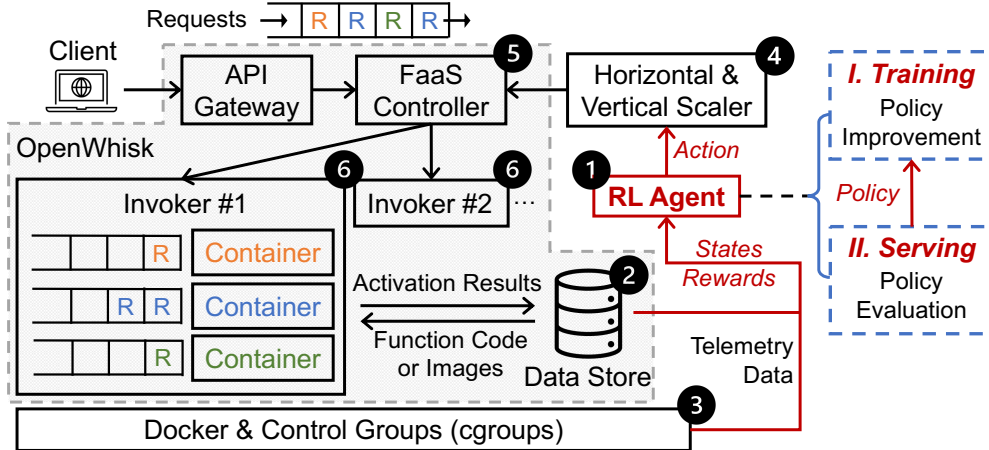 Requests
R R R R
Client
API
Gateway
FaaS
Controller
5
Horizontal &
Vertical Scaler
4
I. Training
Policy
Improvement
OpenWhisk
Action
Policy
1
RL Agent
6
Invoker #1
6
Invoker #2
...
States
Rewards
II. Serving
Policy
Evaluation
R
Container
R R
Container
R
Container
Activation Results
Function Code
or Images
2
Data Store
Telemetry
Data
3
Docker & Control Groups (cgroups)